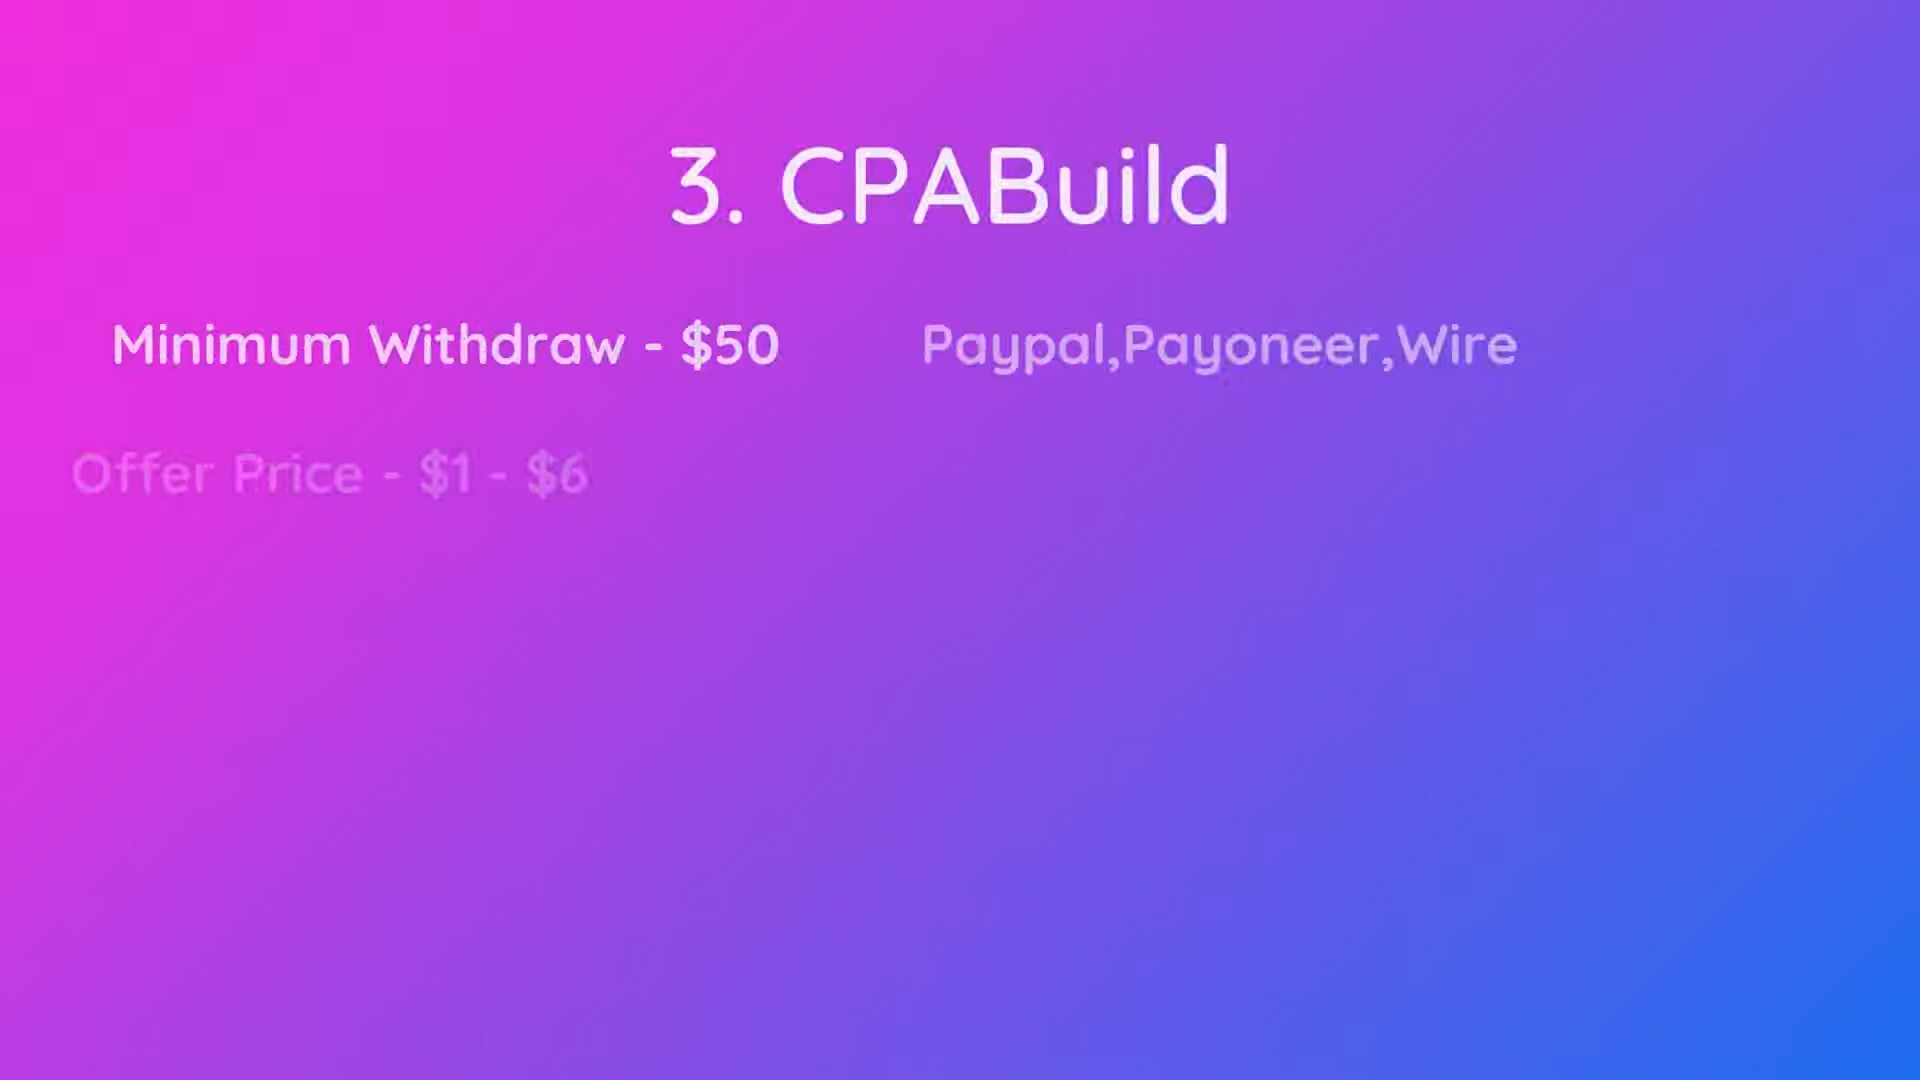 3. CPABuild
Minimum Withdraw - $50
Paypal,Payoneer,Wire
Offer Price - $1 - $6